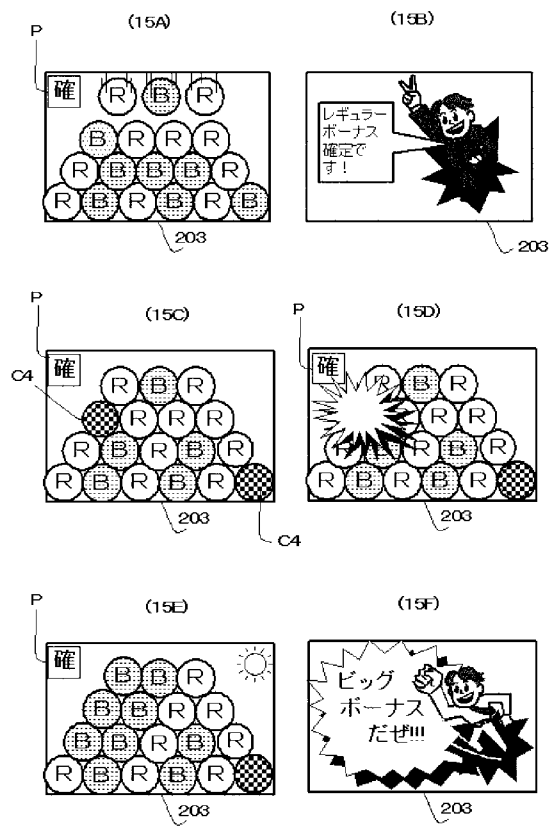 (15A)
P
確
R B R
B R R R
R B B B R
R B R B R B
203
(15B)
レギュラー
ボーナス
確定で
す！
203
(15C)
P
確
R B R
C4
R R R
R B R B R
R B R B R
203
C4
(15D)
P
確
R B R
R R
R B R B R
R B R B R
203
(15E)
P
確
B B R
B B R R
B B R B R
R B R B R
203
(15F)
ビッグ
ボーナス
だぜ!!!
203